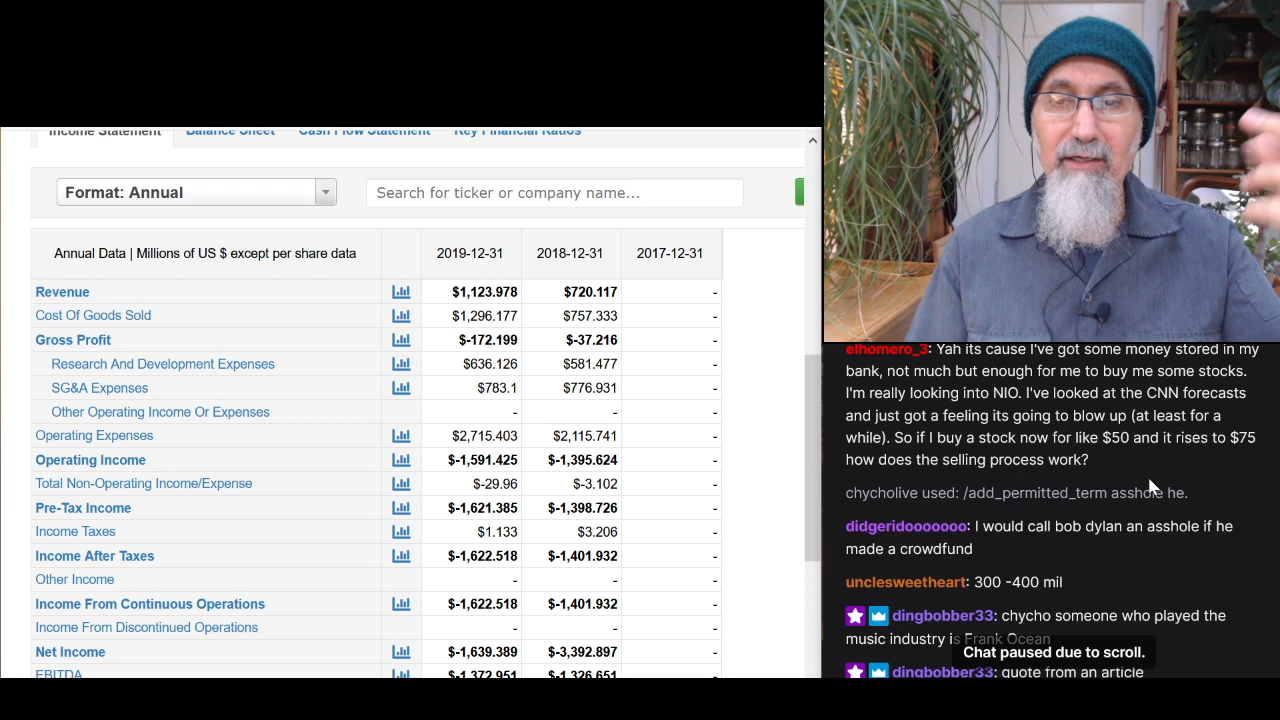 Income Statement Balance Sheet Cash Flow Statement Key Financial Ratios
Format: Annual
Search for ticker or company name...
Annual Data | Millions of US $ except per share data 2019-12-31 2018-12-31 2017-12-31
Revenue $1,123.978 $720.117 -
Cost Of Goods Sold $1,296.177 $757.333 -
Gross Profit $-172.199 $-37.216 -
Research And Development Expenses $636.126 $581.477 -
SG&A Expenses $783.1 $776.931 -
Other Operating Income Or Expenses - - -
Operating Expenses $2,715.403 $2,115.741 -
Operating Income $-1,591.425 $-1,395.624 -
Total Non-Operating Income/Expense $-29.96 $-3.102 -
Pre-Tax Income $-1,621.385 $-1,398.726 -
Income Taxes $1.133 $3.206 -
Income After Taxes $-1,622.518 $-1,401.932 -
Other Income - - -
Income From Continuous Operations $-1,622.518 $-1,401.932 -
Income From Discontinued Operations - - -
Net Income $-1,639.389 $-3,392.897 -
EBITDA $-1,372.951 $-1,326.651 -
elhomero_3: Yah its cause I've got some money stored in my
bank, not much but enough for me to buy me some stocks.
I'm really looking into NIO. I've looked at the CNN forecasts
and just got a feeling its going to blow up (at least for a
while). So if I buy a stock now for like $50 and it rises to $75
how does the selling process work?
chycholive used: /add_permitted_term asshole he.
didgeridooooooo: I would call bob dylan an asshole if he
made a crowdfund
unclesweetheart: 300 -400 mil
dingbobber33: chycho someone who played the
music industry is Frank Ocean
Chat paused due to scroll.
dingbobber33: quote from an article